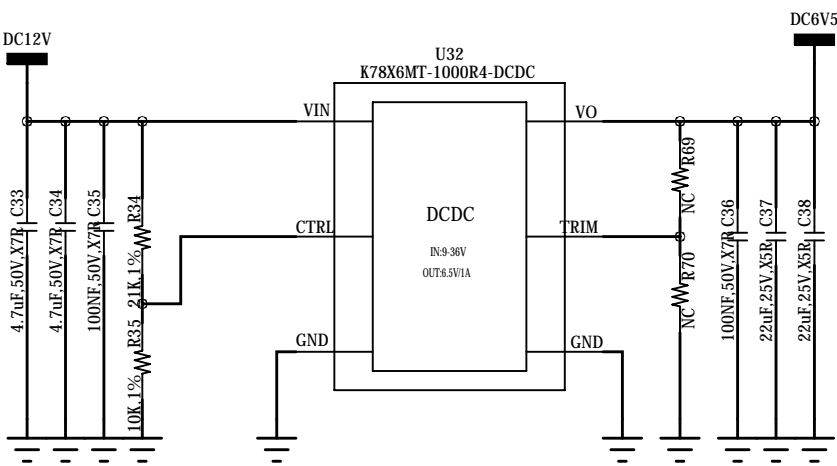 DC12V
DC6V5
U32
K78X6MT-1000R4-DCDC
VIN
VO
CTRL
TRIM
GND
GND
DCDC
IN:9-36V
OUT:6.5V/1A
4.7uF,50V,X7R C33
4.7uF,50V,X7R C34
100NF,50V,X7R C35
21K,1% R34
10K,1% R35
NC R69
NC R70
100NF,50V,X7R C36
22uF,25V,X5R C37
22uF,25V,X5R C38